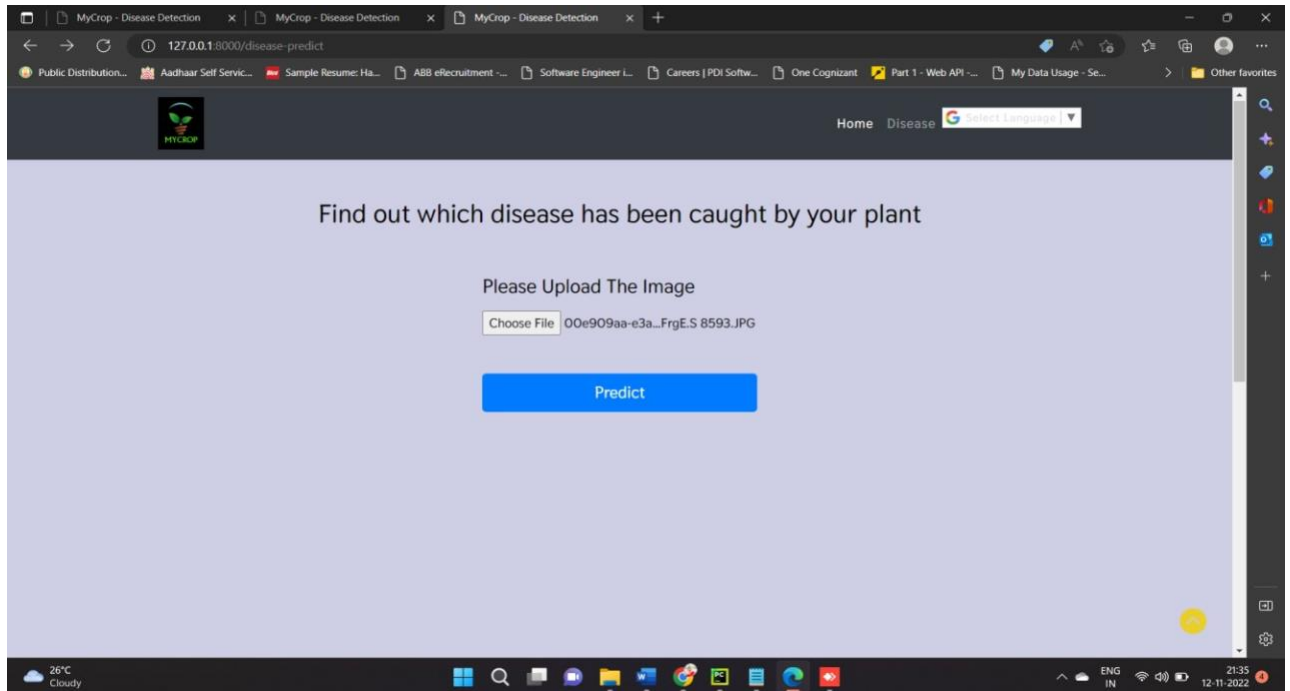 MyCrop - Disease Detection
MyCrop - Disease Detection
MyCrop - Disease Detection
127.0.0.1:8000/disease-predict
Public Distribution...
Aadhaar Self Servic...
Sample Resume: Ha...
ABB eRecruitment -...
Software Engineer i...
Careers | PDI Softw...
One Cognizant
Part 1 - Web API -...
My Data Usage - Se...
Other favorites
MYCROP
Home
Disease
Select Language
Find out which disease has been caught by your plant
Please Upload The Image
Choose File 00e909aa-e3a...FrgE.S 8593.JPG
Predict
26°C
Cloudy
ENG
IN
21:35
12-11-2022
4